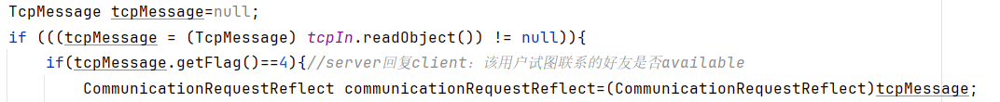 TcpMessage tcpMessage=null;
if (((tcpMessage = (TcpMessage) tcpIn.readObject()) != null)){
if(tcpMessage.getFlag()==4){//server回复client：该用户试图联系的好友是否available
CommunicationRequestReflect communicationRequestReflect=(CommunicationRequestReflect)tcpMessage;